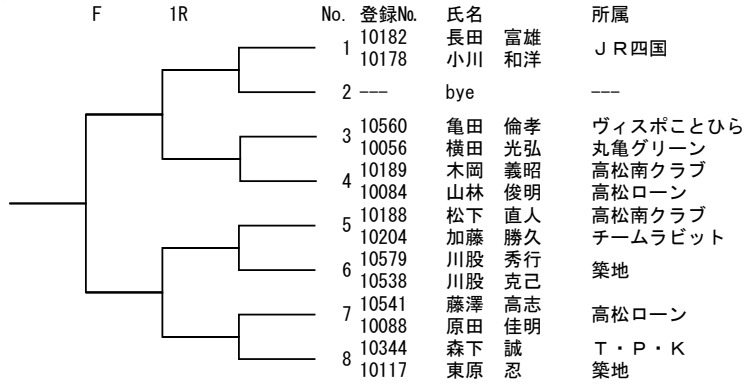 F 1R No. 登録№ 氏名 所属
1 10182 長田 富雄 ＪＲ四国
10178 小川 和洋
2 --- bye ---
3 10560 亀田 倫孝 ヴィスポことひら
10056 横田 光弘 丸亀グリーン
4 10189 木岡 義昭 高松南クラブ
10084 山林 俊明 高松ローン
5 10188 松下 直人 高松南クラブ
10204 加藤 勝久 チームラビット
6 10579 川股 秀行 築地
10538 川股 克己
7 10541 藤澤 高志 高松ローン
10088 原田 佳明
8 10344 森下 誠 Ｔ・Ｐ・Ｋ
10117 東原 忍 築地